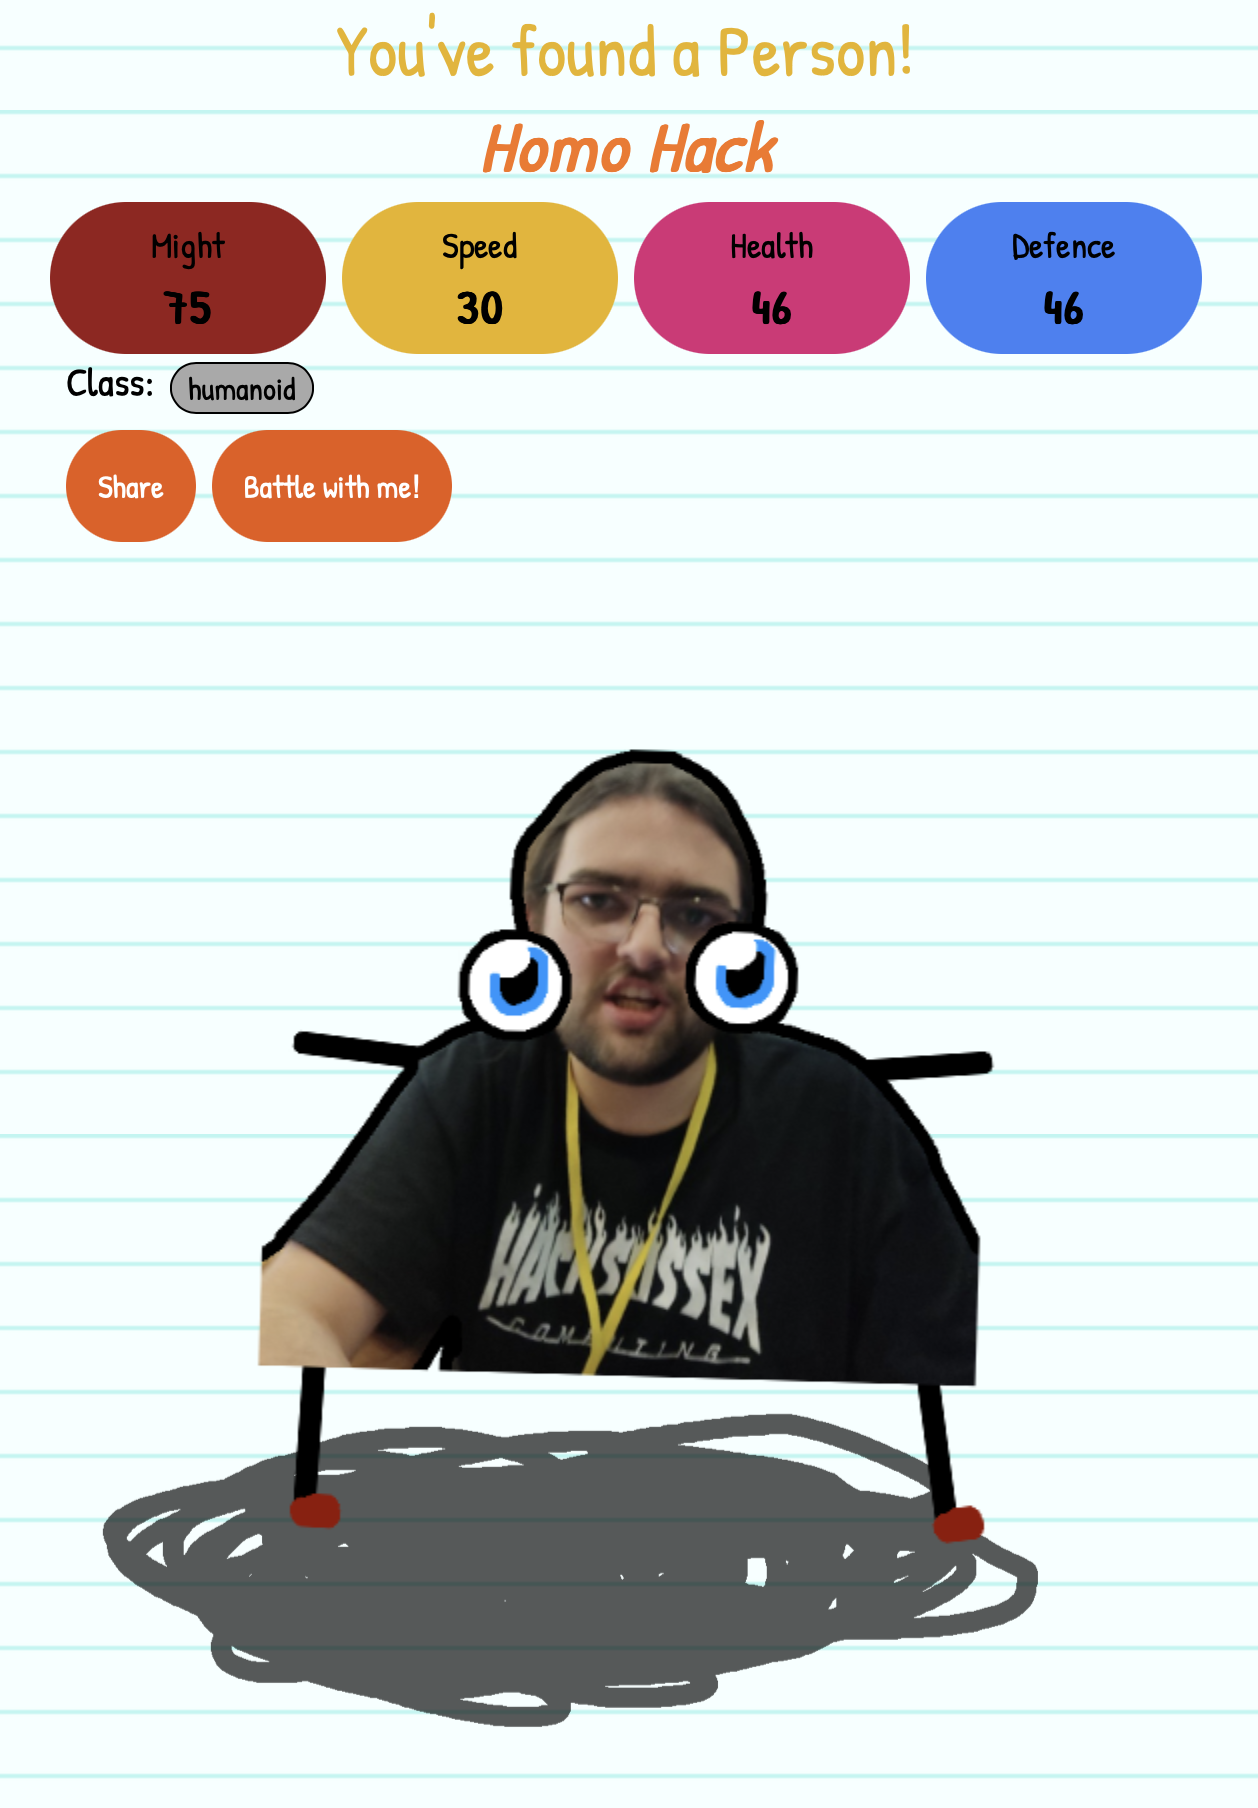 You've found a Person!
Homo Hack
Might
75
Speed
30
Health
46
Defence
46
Class: humanoid
Share
Battle with me!
HACKSUSSEX
COMPUTING